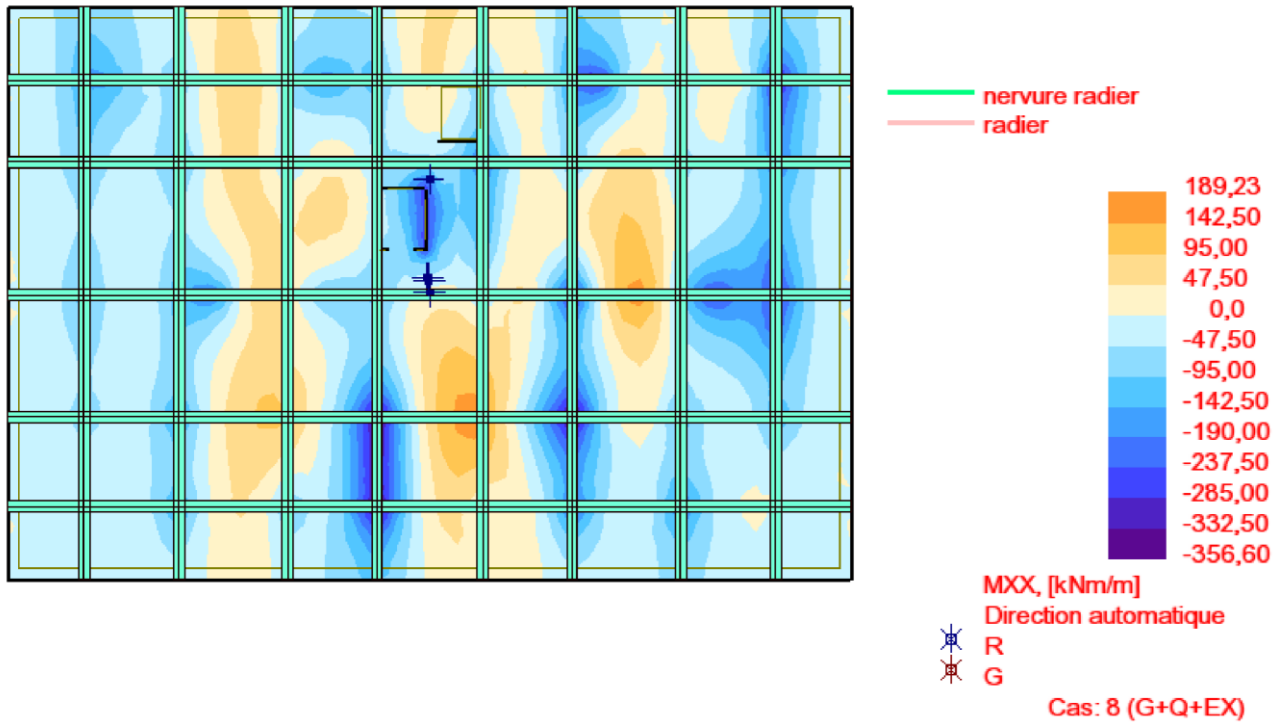 nervure radier
radier
189,23
142,50
95,00
47,50
0,0
-47,50
-95,00
-142,50
-190,00
-237,50
-285,00
-332,50
-356,60
MXX, [kNm/m]
Direction automatique
R
G
Cas: 8 (G+Q+EX)